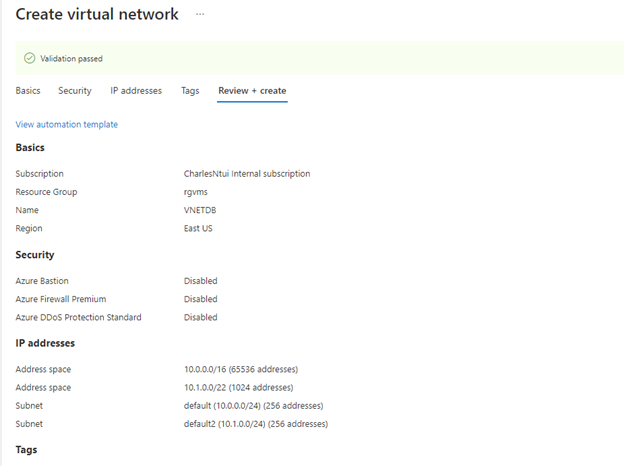 Create virtual network ...
Validation passed
Basics Security IP addresses Tags Review + create
View automation template
Basics
Subscription CharlesNtui Internal subscription
Resource Group rgvms
Name VNETDB
Region East US
Security
Azure Bastion Disabled
Azure Firewall Premium Disabled
Azure DDoS Protection Standard Disabled
IP addresses
Address space 10.0.0.0/16 (65536 addresses)
Address space 10.1.0.0/22 (1024 addresses)
Subnet default (10.0.0.0/24) (256 addresses)
Subnet default2 (10.1.0.0/24) (256 addresses)
Tags